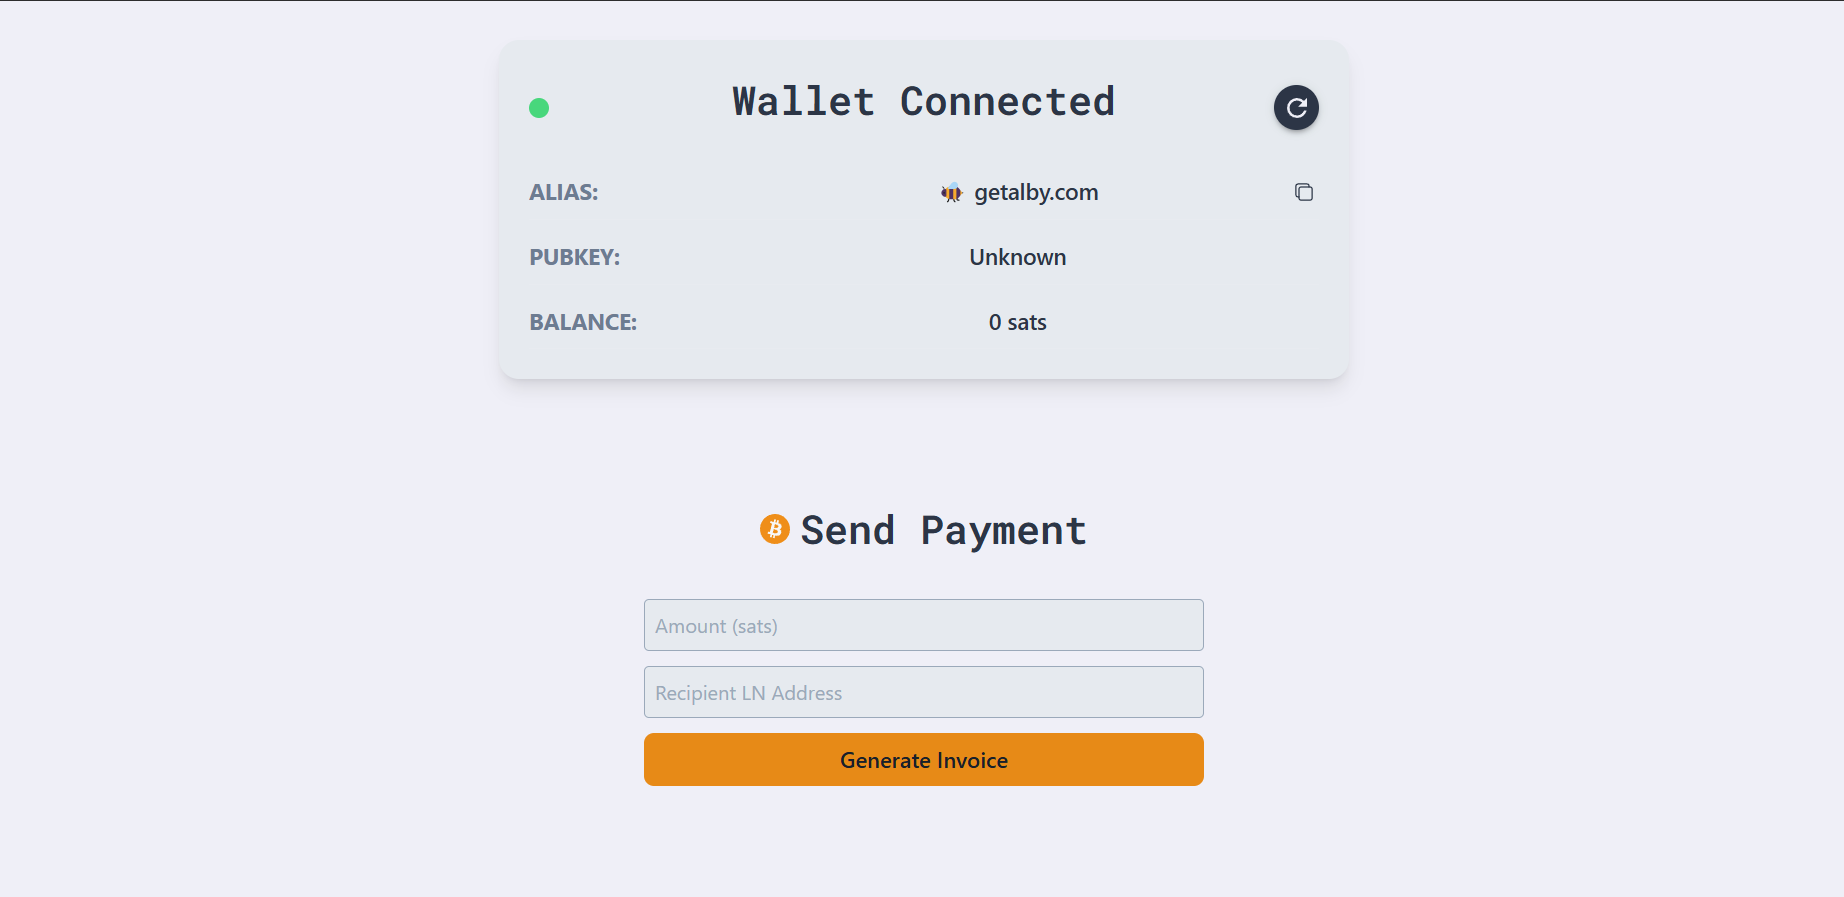 Wallet Connected
ALIAS: 🐝 getalby.com
PUBKEY: Unknown
BALANCE: 0 sats
Send Payment
Amount (sats)
Recipient LN Address
Generate Invoice